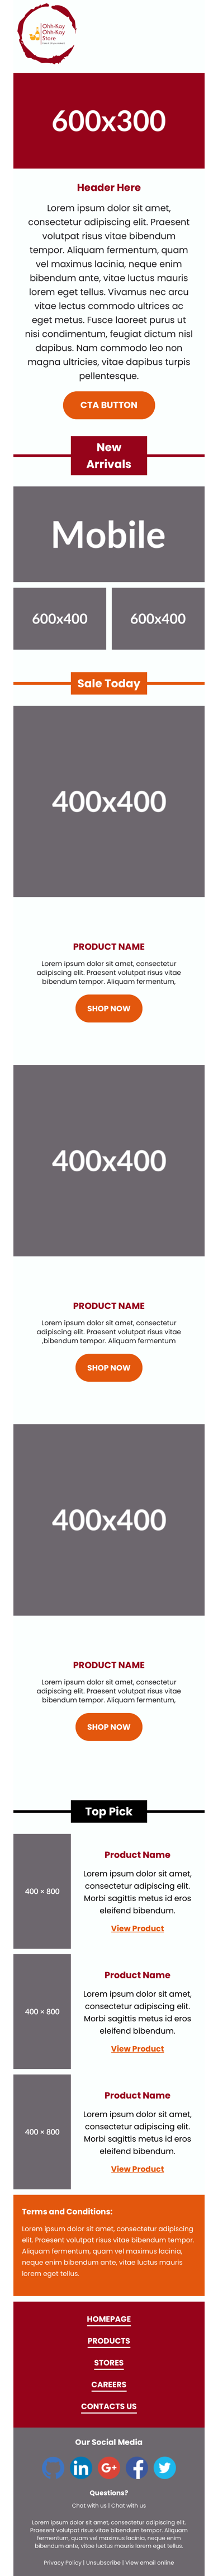 Ohh-Kay
Ohh-Kay
Store
600x300
Header Here
Lorem ipsum dolor sit amet,
consectetur adipiscing elit. Praesent
volutpat risus vitae bibendum
tempor. Aliquam fermentum, quam
vel maximus lacinia, neque enim
bibendum ante, vitae luctus mauris
lorem eget tellus. Vivamus nec arcu
vitae lectus commodo ultrices ac
eget metus. Fusce laoreet purus ut
nisi condimentum, feugiat dictum nisl
dapibus. Nam commodo leo non
magna ultricies, vitae dapibus turpis
pellentesque.
CTA BUTTON
New
Arrivals
Mobile
600x400
600x400
Sale Today
400x400
PRODUCT NAME
Lorem ipsum dolor sit amet, consectetur
adipiscing elit. Praesent volutpat risus vitae
bibendum tempor. Aliquam fermentum,
SHOP NOW
400x400
PRODUCT NAME
Lorem ipsum dolor sit amet, consectetur
adipiscing elit. Praesent volutpat risus vitae
,bibendum tempor. Aliquam fermentum
SHOP NOW
400x400
PRODUCT NAME
Lorem ipsum dolor sit amet, consectetur
adipiscing elit. Praesent volutpat risus vitae
bibendum tempor. Aliquam fermentum,
SHOP NOW
Top Pick
400 × 800
Product Name
Lorem ipsum dolor sit amet,
consectetur adipiscing elit.
Morbi sagittis metus id eros
eleifend bibendum.
View Product
400 × 800
Product Name
Lorem ipsum dolor sit amet,
consectetur adipiscing elit.
Morbi sagittis metus id eros
eleifend bibendum.
View Product
400 × 800
Product Name
Lorem ipsum dolor sit amet,
consectetur adipiscing elit.
Morbi sagittis metus id eros
eleifend bibendum.
View Product
Terms and Conditions:
Lorem ipsum dolor sit amet, consectetur adipiscing
elit. Praesent volutpat risus vitae bibendum tempor.
Aliquam fermentum, quam vel maximus lacinia,
neque enim bibendum ante, vitae luctus mauris
lorem eget tellus.
HOMEPAGE
PRODUCTS
STORES
CAREERS
CONTACTS US
Our Social Media
in G+ f
Questions?
Chat with us | Chat with us
Lorem ipsum dolor sit amet, consectetur adipiscing elit.
Praesent volutpat risus vitae bibendum tempor. Aliquam
fermentum, quam vel maximus lacinia, neque enim
bibendum ante, vitae luctus mauris lorem eget tellus.
Privacy Policy | Unsubscribe | View email online